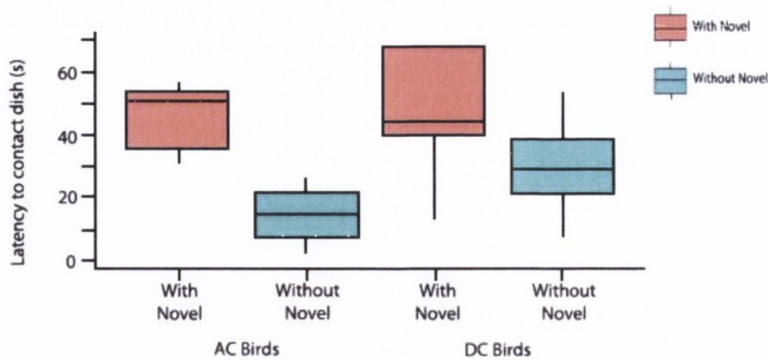 Latency to contact dish (s)
60
40
20
0
With
Novel
Without
Novel
With
Novel
Without
Novel
AC Birds
DC Birds
With Novel
Without Novel